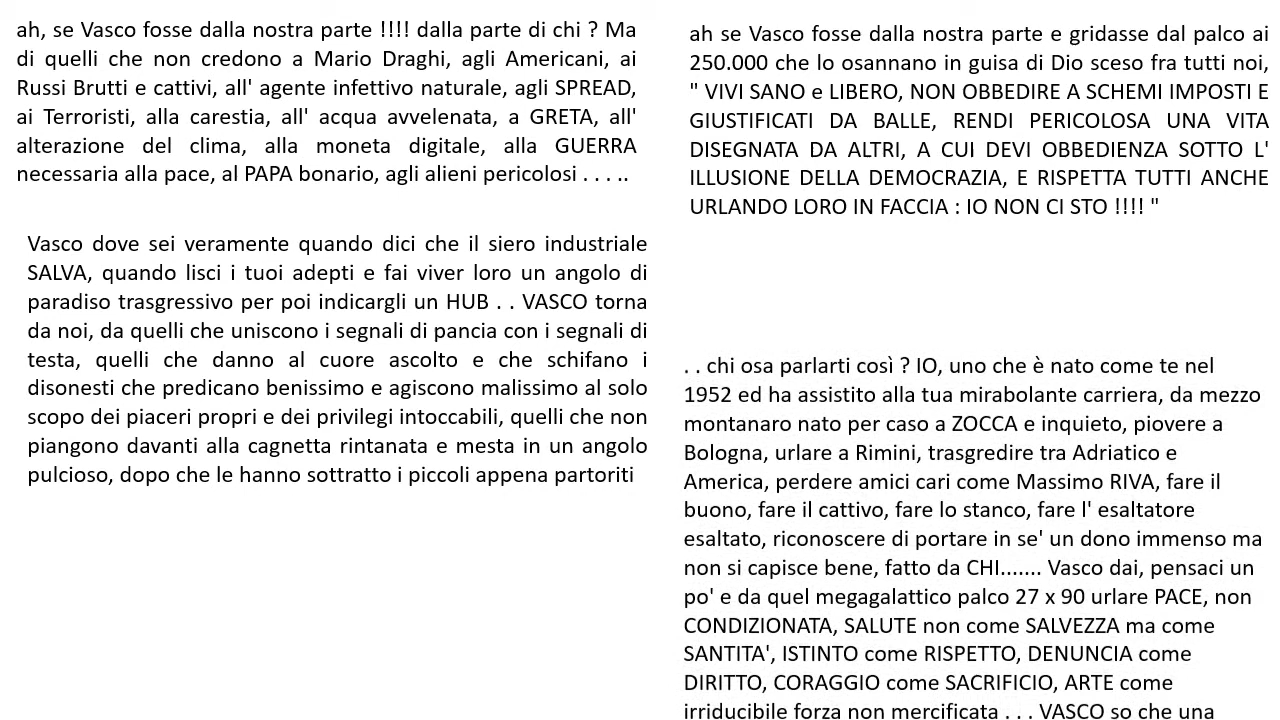 ah, se Vasco fosse dalla nostra parte !!!! dalla parte di chi ? Ma
di quelli che non credono a Mario Draghi, agli Americani, ai
Russi Brutti e cattivi, all' agente infettivo naturale, agli SPREAD,
ai Terroristi, alla carestia, all' acqua avvelenata, a GRETA, all'
alterazione del clima, alla moneta digitale, alla GUERRA
necessaria alla pace, al PAPA bonario, agli alieni pericolosi . . . ..
Vasco dove sei veramente quando dici che il siero industriale
SALVA, quando lisci i tuoi adepti e fai viver loro un angolo di
paradiso trasgressivo per poi indicargli un HUB . . VASCO torna
da noi, da quelli che uniscono i segnali di pancia con i segnali di
testa, quelli che danno al cuore ascolto e che schifano i
disonesti che predicano benissimo e agiscono malissimo al solo
scopo dei piaceri propri e dei privilegi intoccabili, quelli che non
piangono davanti alla cagnetta rintanata e mesta in un angolo
pulcioso, dopo che le hanno sottratto i piccoli appena partoriti
ah se Vasco fosse dalla nostra parte e gridasse dal palco ai
250.000 che lo osannano in guisa di Dio sceso fra tutti noi,
" VIVI SANO e LIBERO, NON OBBEDIRE A SCHEMI IMPOSTI E
GIUSTIFICATI DA BALLE, RENDI PERICOLOSA UNA VITA
DISEGNATA DA ALTRI, A CUI DEVI OBBEDIENZA SOTTO L'
ILLUSIONE DELLA DEMOCRAZIA, E RISPETTA TUTTI ANCHE
URLANDO LORO IN FACCIA : IO NON CI STO !!!! "
. . chi osa parlarti così ? IO, uno che è nato come te nel
1952 ed ha assistito alla tua mirabolante carriera, da mezzo
montanaro nato per caso a ZOCCA e inquieto, piovere a
Bologna, urlare a Rimini, trasgredire tra Adriatico e
America, perdere amici cari come Massimo RIVA, fare il
buono, fare il cattivo, fare lo stanco, fare l' esaltatore
esaltato, riconoscere di portare in se' un dono immenso ma
non si capisce bene, fatto da CHI....... Vasco dai, pensaci un
po' e da quel megagalattico palco 27 x 90 urlare PACE, non
CONDIZIONATA, SALUTE non come SALVEZZA ma come
SANTITA', ISTINTO come RISPETTO, DENUNCIA come
DIRITTO, CORAGGIO come SACRIFICIO, ARTE come
irriducibile forza non mercificata . . . VASCO so che una